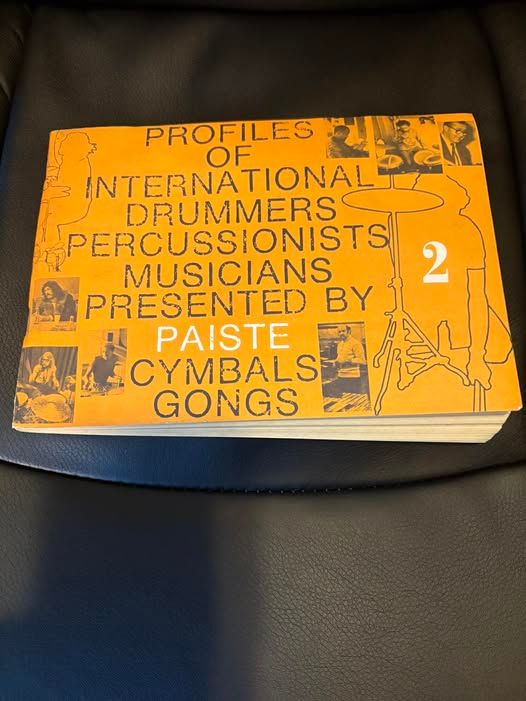 PROFILES
OF
INTERNATIONAL
DRUMMERS
PERCUSSIONISTS
MUSICIANS
PRESENTED BY
PAISTE
CYMBALS
GONGS
2